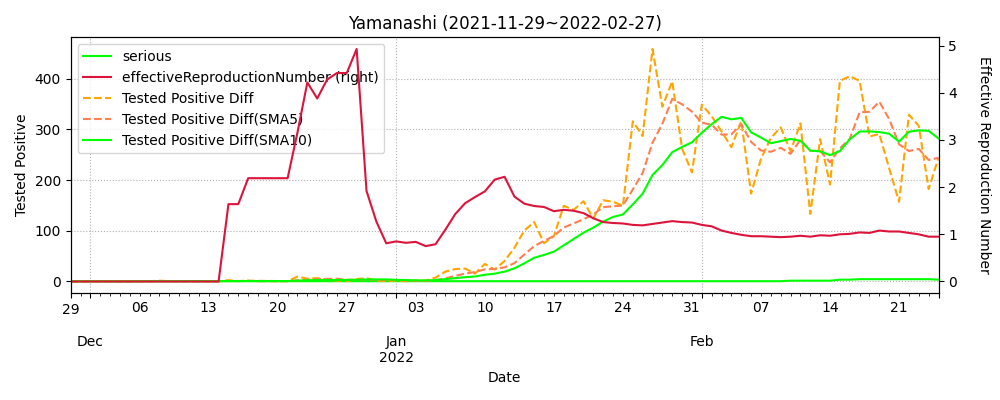 Yamanashi (2021-11-29~2022-02-27)
serious
effectiveReproductionNumber (right)
Tested Positive Diff
Tested Positive Diff(SMA5)
Tested Positive Diff(SMA10)
Tested Positive
400
300
200
100
0
5
4
3
2
1
0
Effective Reproduction Number
29 06 13 20 27 03 10 17 24 31 07 14 21
Dec Jan Feb
2022
Date